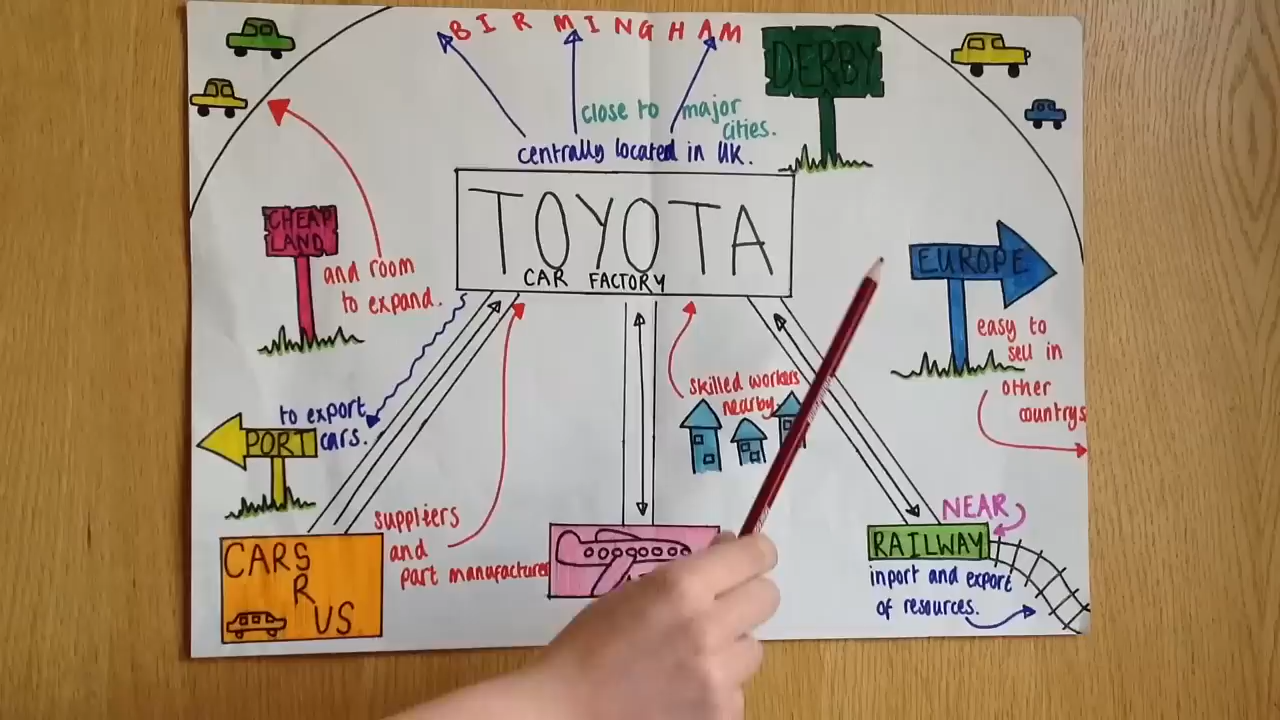 BIRMINGHAM
DERBY
close to major
cities.
centrally located in UK.
TOYOTA
CAR FACTORY
CHEAP
LAND
and room
to expand.
EUROPE
easy to
sell in
other
countrys
to export
cars.
PORT
skilled workers
nearby
suppliers
and
part manufacturer
CARS
R
US
NEAR
RAILWAY
inport and export
of resources.